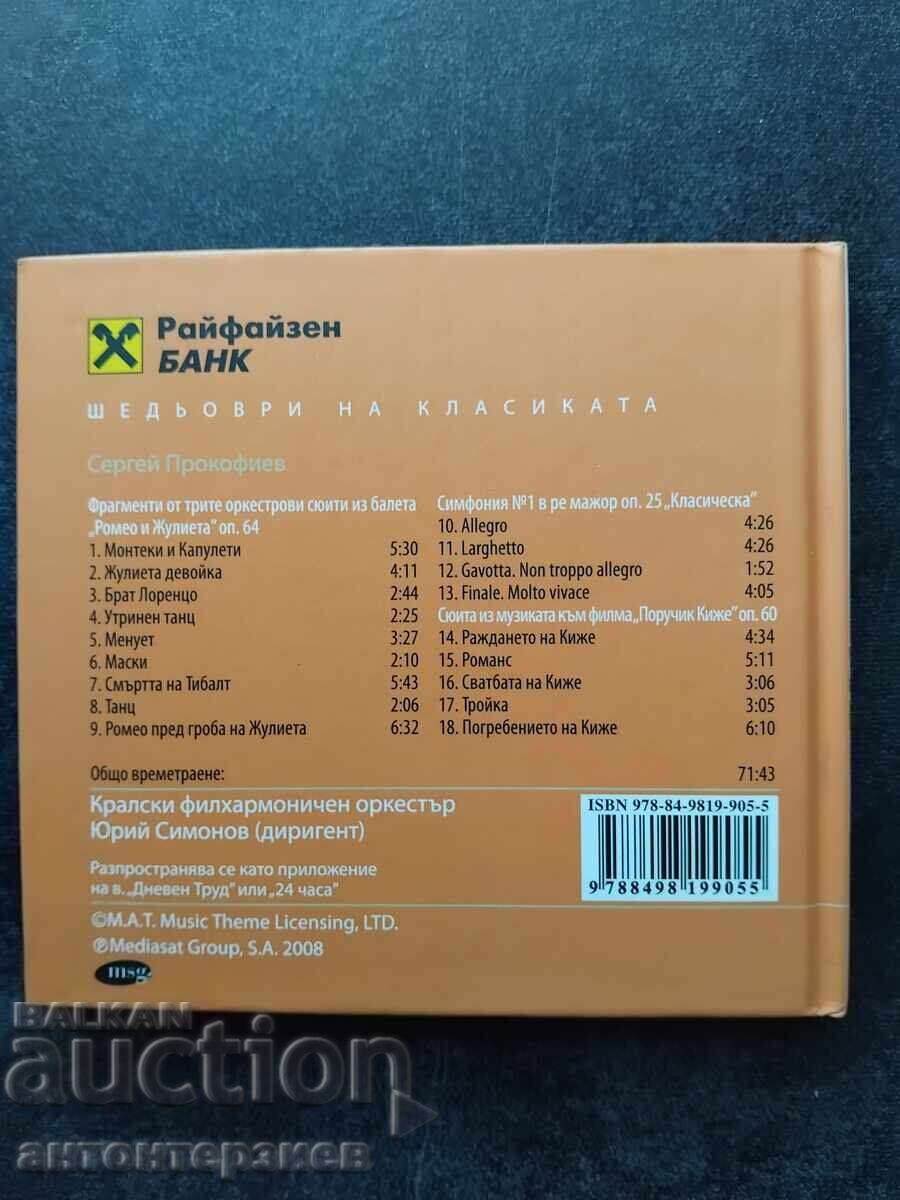 Райфайзен
БАНК
ШЕДЬОВРИ НА КЛАСИКАТА
Сергей Прокофиев
Фрагменти от трите оркестрови сюити из балета
„Ромео и Жулиета" оп. 64
1. Монтеки и Капулети 5:30
2. Жулиета девойка 4:11
3. Брат Лоренцо 2:44
4. Утринен танц 2:25
5. Менует 3:27
6. Маски 2:10
7. Смъртта на Тибалт 5:43
8. Танц 2:06
9. Ромео пред гроба на Жулиета 6:32
Симфония №1 в ре мажор оп. 25 „Класическа"
10. Allegro 4:26
11. Larghetto 4:26
12. Gavotta. Non troppo allegro 1:52
13. Finale. Molto vivace 4:05
Сюита из музиката към филма „Поручик Киже" оп. 60
14. Раждането на Киже 4:34
15. Романс 5:11
16. Сватбата на Киже 3:06
17. Тройка 3:05
18. Погребението на Киже 6:10
Общо времетраене: 71:43
Кралски филхармоничен оркестър
Юрий Симонов (диригент)
Разпространява се като приложение
на в. „Дневен Труд" или „24 часа"
©M.A.T. Music Theme Licensing, LTD.
℗Mediasat Group, S.A. 2008
msg.
ISBN 978-84-9819-905-5
9 788498 199055
BALKAN
auction
антонтерзиев